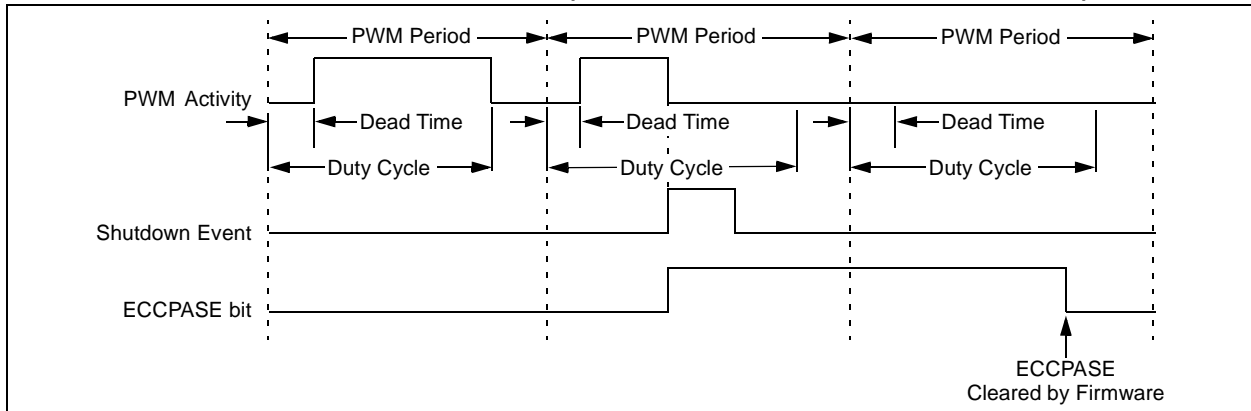 PWM Period PWM Period PWM Period
PWM Activity
Dead Time Dead Time Dead Time
Duty Cycle Duty Cycle Duty Cycle
Shutdown Event
ECCPASE bit
ECCPASE
Cleared by Firmware